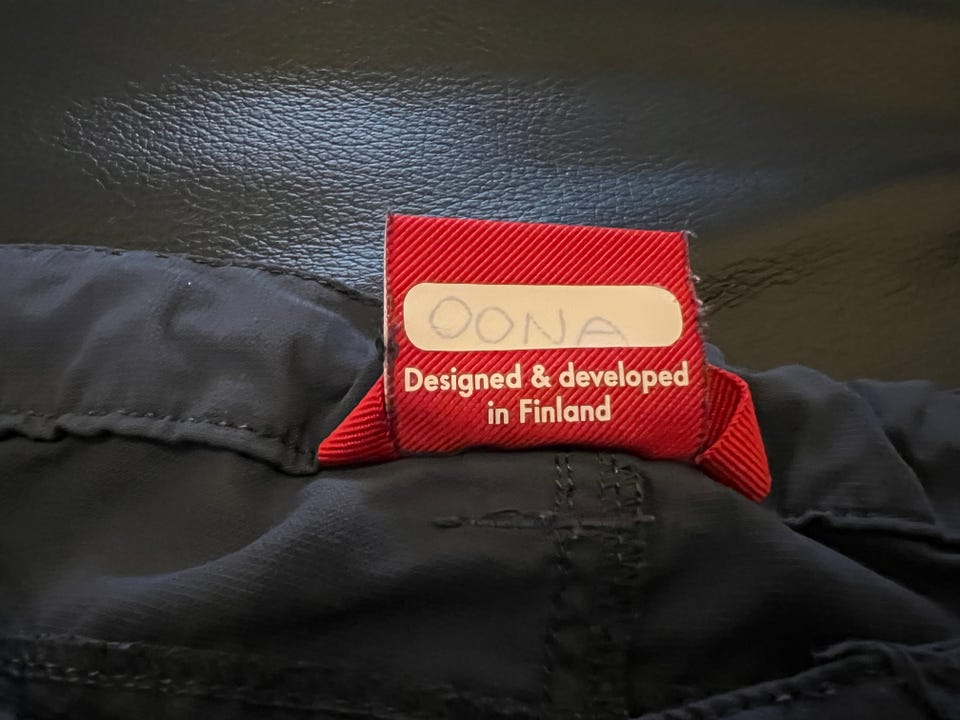 OONA
Designed & developed
in Finland